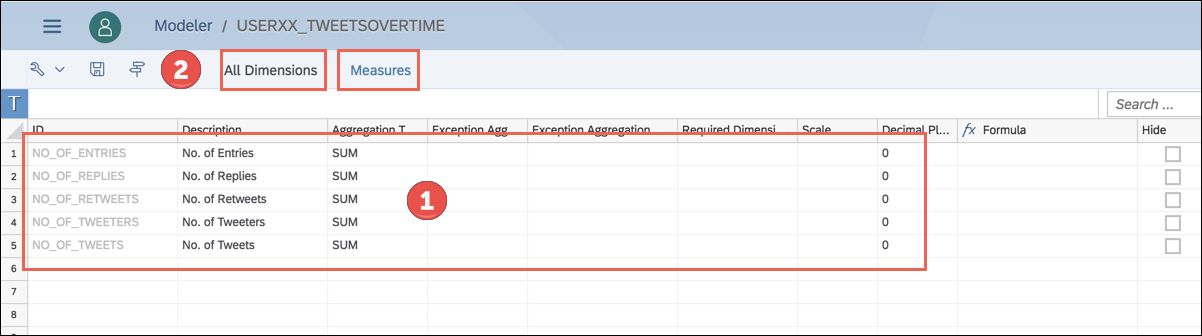 Modeler / USERXX_TWEETSOVERTIME
2 All Dimensions Measures
T Search ...
ID Description Aggregation T... Exception Agg... Exception Aggregation... Required Dimensi... Scale Decimal Pl... fx Formula Hide
1 NO_OF_ENTRIES No. of Entries SUM 0
2 NO_OF_REPLIES No. of Replies SUM 0
3 NO_OF_RETWEETS No. of Retweets SUM 1 0
4 NO_OF_TWEETERS No. of Tweeters SUM 0
5 NO_OF_TWEETS No. of Tweets SUM 0
6
7
8